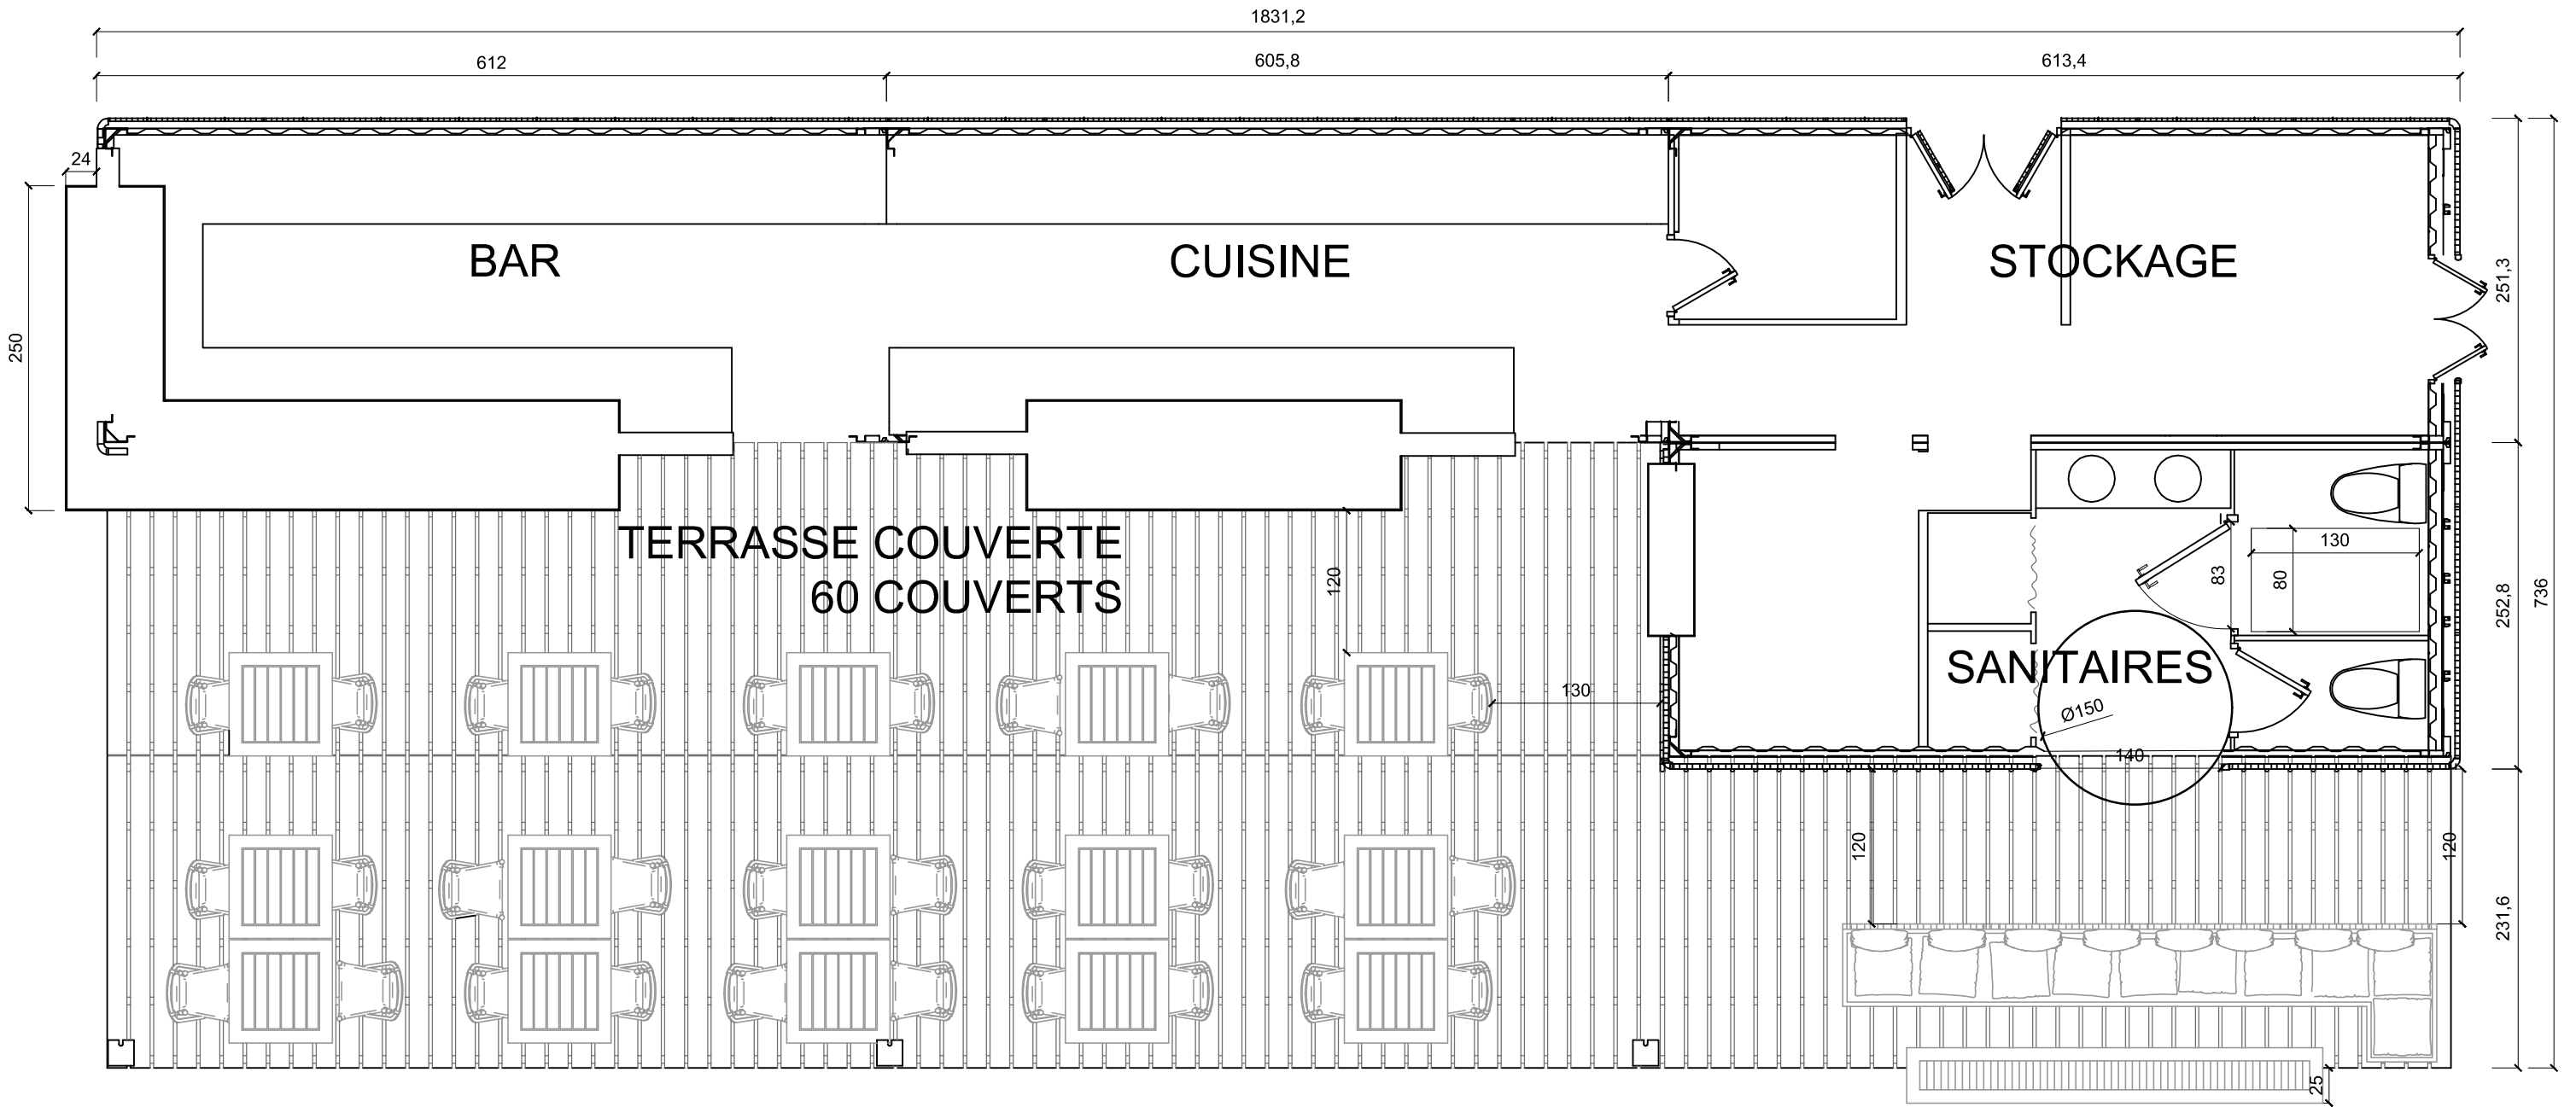 1831,2
612
605,8
613,4
24
BAR
CUISINE
STOCKAGE
251,3
250
TERRASSE COUVERTE
60 COUVERTS
120
130
83
80
252,8
736
SANITAIRES
130
Ø150
140
120
120
231,6
25